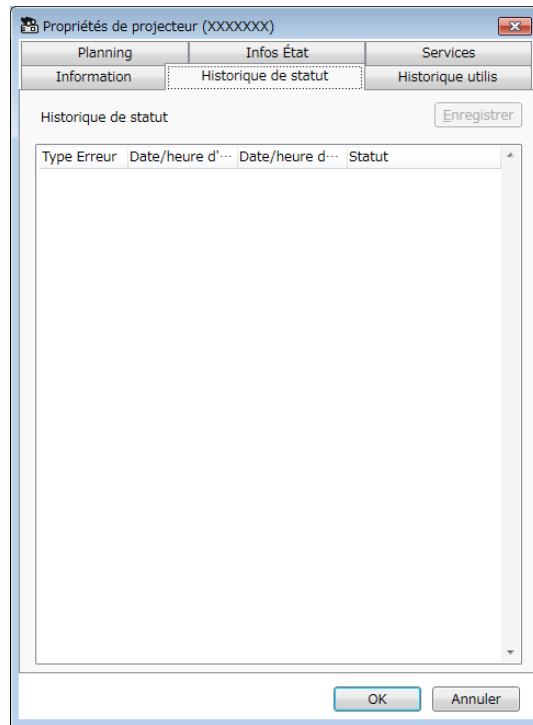 Propriétés de projecteur (XXXXXXX)
Planning Infos État Services
Information Historique de statut Historique utilis
Historique de statut Enregistrer
Type Erreur Date/heure d'··· Date/heure d··· Statut
OK Annuler